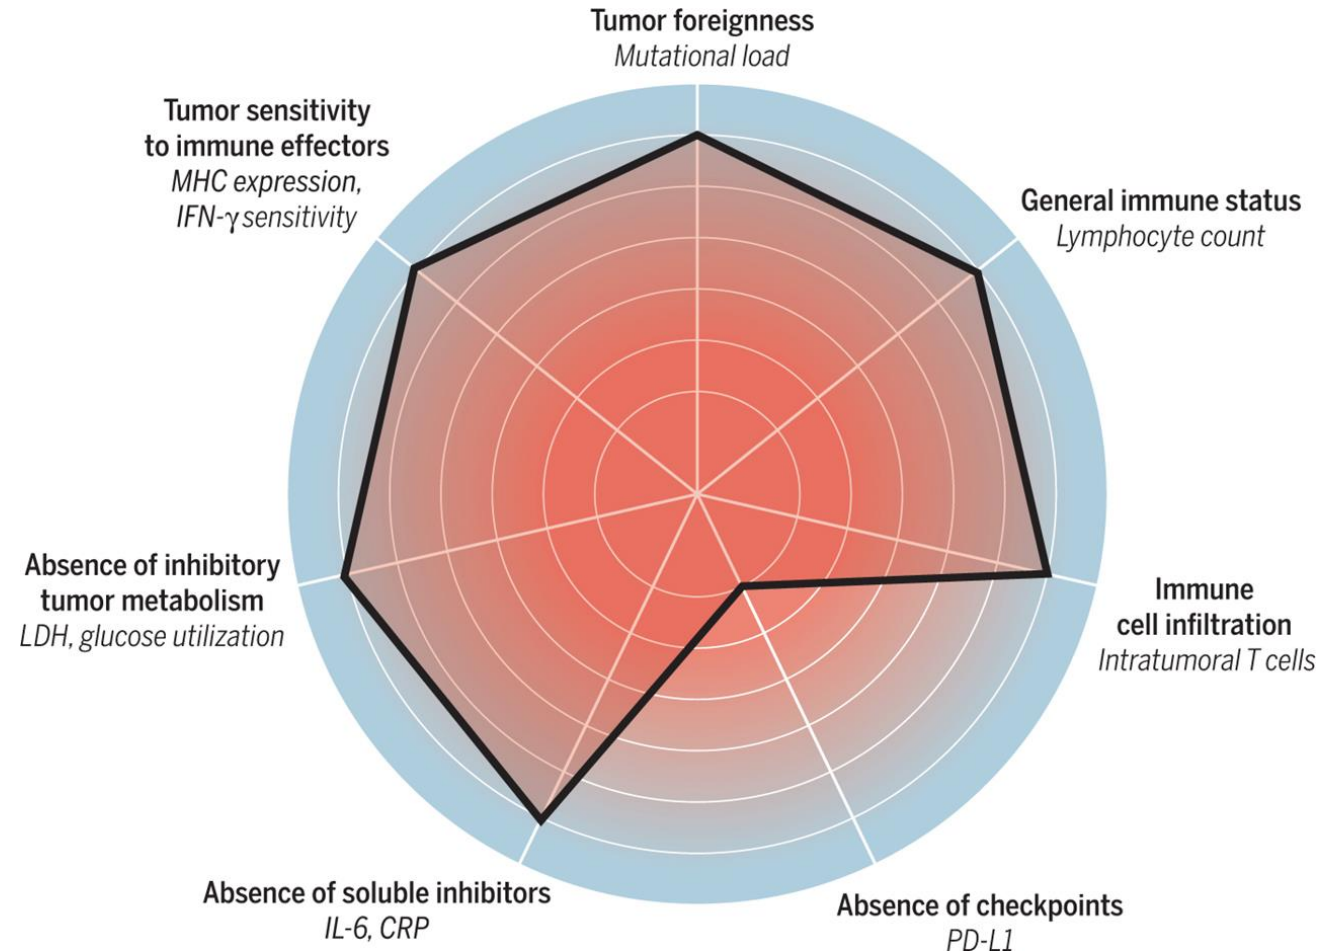 Tumor foreignness
Mutational load
Tumor sensitivity
to immune effectors
MHC expression,
IFN-γ sensitivity
General immune status
Lymphocyte count
Absence of inhibitory
tumor metabolism
LDH, glucose utilization
Immune
cell infiltration
Intratumoral T cells
Absence of soluble inhibitors
IL-6, CRP
Absence of checkpoints
PD-L1